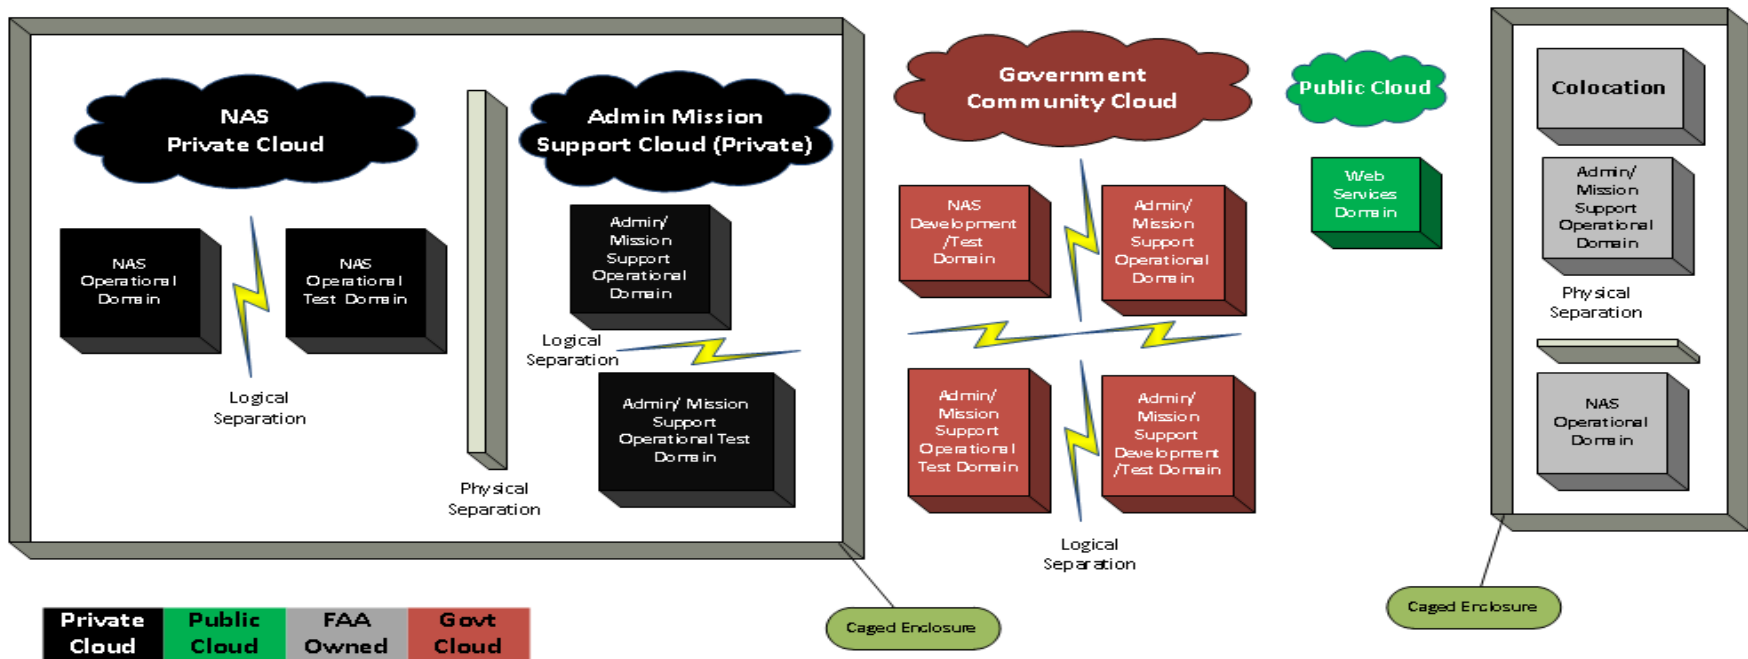 NAS
Private Cloud
Admin Mission
Support Cloud (Private)
Government
Community Cloud
Public Cloud
Colocation
NAS
Operational
Domain
NAS
Operational
Test Domain
Logical
Separation
Physical
Separation
Admin/
Mission
Support
Operational
Domain
Logical
Separation
Admin/ Mission
Support
Operational Test
Domain
NAS
Development
/Test
Domain
Admin/
Mission
Support
Operational
Domain
Admin/
Mission
Support
Operational
Test Domain
Admin/
Mission
Support
Development
/Test Domain
Logical
Separation
Web
Services
Domain
Admin/
Mission
Support
Operational
Domain
Physical
Separation
NAS
Operational
Domain
Caged Enclosure
Caged Enclosure
Private
Cloud
Public
Cloud
FAA
Owned
Govt
Cloud